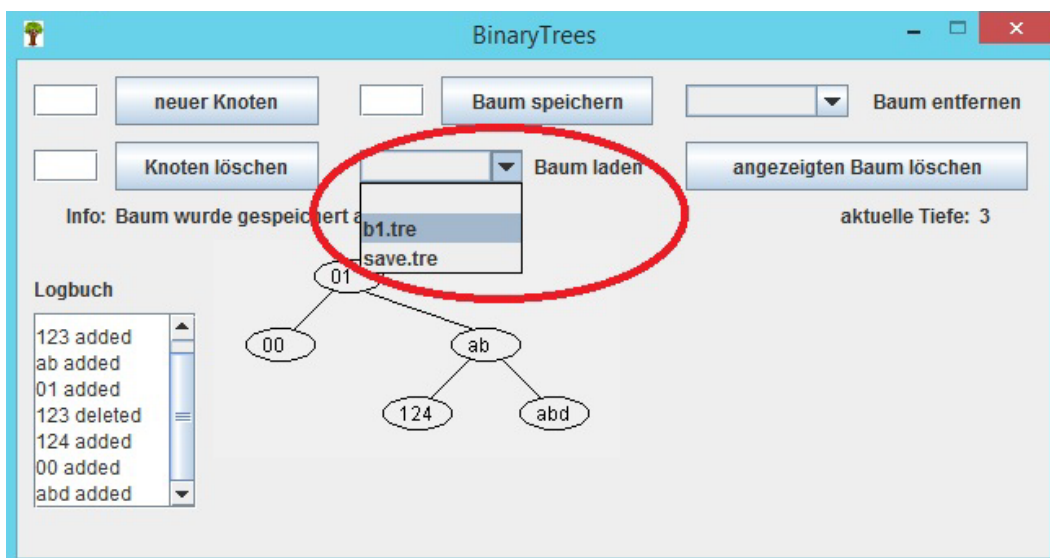 BinaryTrees
neuer Knoten
Baum speichern
Baum entfernen
Knoten löschen
Baum laden
angezeigten Baum löschen
Info: Baum wurde gespeichert
aktuelle Tiefe: 3
b1.tre
save.tre
Logbuch
123 added
ab added
01 added
123 deleted
124 added
00 added
abd added
01
00
ab
124
abd